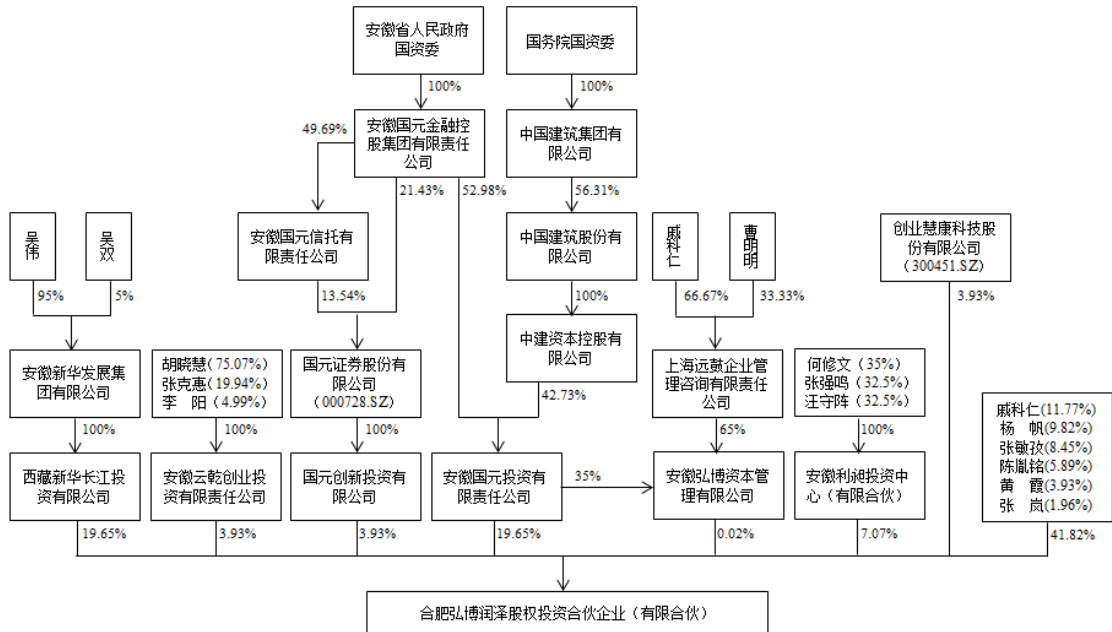 安徽省人民政府
国资委
国务院国资委
100%
100%
49.69%
安徽国元金融控
股集团有限责任
公司
中国建筑集团有
限公司
21.43%
52.98%
56.31%
吴伟
吴双
安徽国元信托有
限责任公司
中国建筑股份有
限公司
戚科仁
曹明明
创业慧康科技股
份有限公司
(300451.SZ)
95%
5%
13.54%
100%
66.67%
33.33%
3.93%
安徽新华发展集
团有限公司
胡晓慧(75.07%)
张克惠(19.94%)
李 阳(4.99%)
国元证券股份有
限公司
(000728.SZ)
中建资本控股有
限公司
上海远鼓企业管
理咨询有限责任
公司
何修文(35%)
张强鸣(32.5%)
汪守阵(32.5%)
42.73%
100%
100%
100%
65%
100%
戚科仁(11.77%)
杨 帆(9.82%)
张敏孜(8.45%)
陈胤铭(5.89%)
黄 霞(3.93%)
张 岚(1.96%)
西藏新华长江投
资有限公司
安徽云乾创业投
资有限责任公司
国元创新投资有
限公司
安徽国元投资有
限责任公司
35%
安徽弘博资本管
理有限公司
安徽利昶投资中
心（有限合伙）
19.65%
3.93%
3.93%
19.65%
0.02%
7.07%
41.82%
合肥弘博润泽股权投资合伙企业（有限合伙）